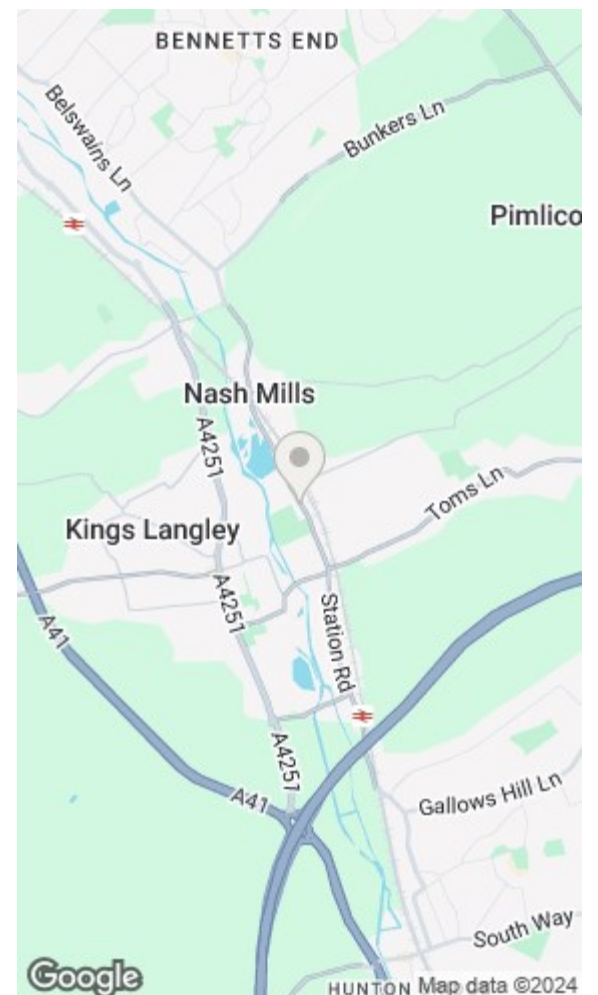 BENNETTS END
Belswains Ln
Bunkers Ln
Pimlico
Nash Mills
A4251
Toms Ln
Kings Langley
A4251
A41
Station Rd
A4251
A41
Gallows Hill Ln
South Way
Google
HUNTON
Map data ©2024